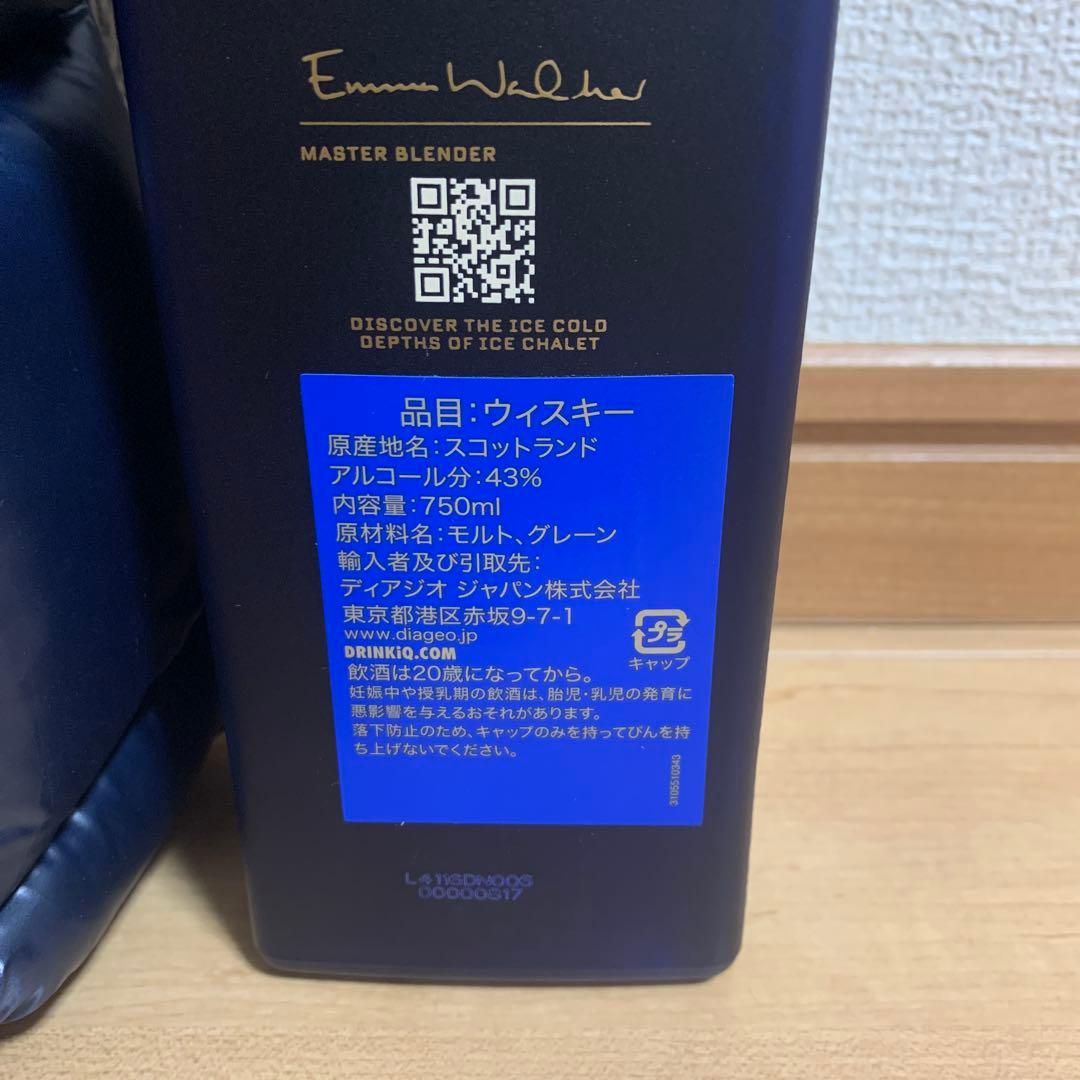 Emma Walker
MASTER BLENDER
DISCOVER THE ICE COLD
DEPTHS OF ICE CHALET
品目:ウィスキー
原産地名:スコットランド
アルコール分:43%
内容量:750ml
原材料名:モルト、グレーン
輸入者及び引取先:
ディアジオ ジャパン株式会社
東京都港区赤坂9-7-1
www.diageo.jp
DRINKiQ.COM
プラ
キャップ
飲酒は20歳になってから。
妊娠中や授乳期の飲酒は、胎児・乳児の発育に
悪影響を与えるおそれがあります。
落下防止のため、キャップのみを持ってびんを持
ち上げないでください。
3105510343